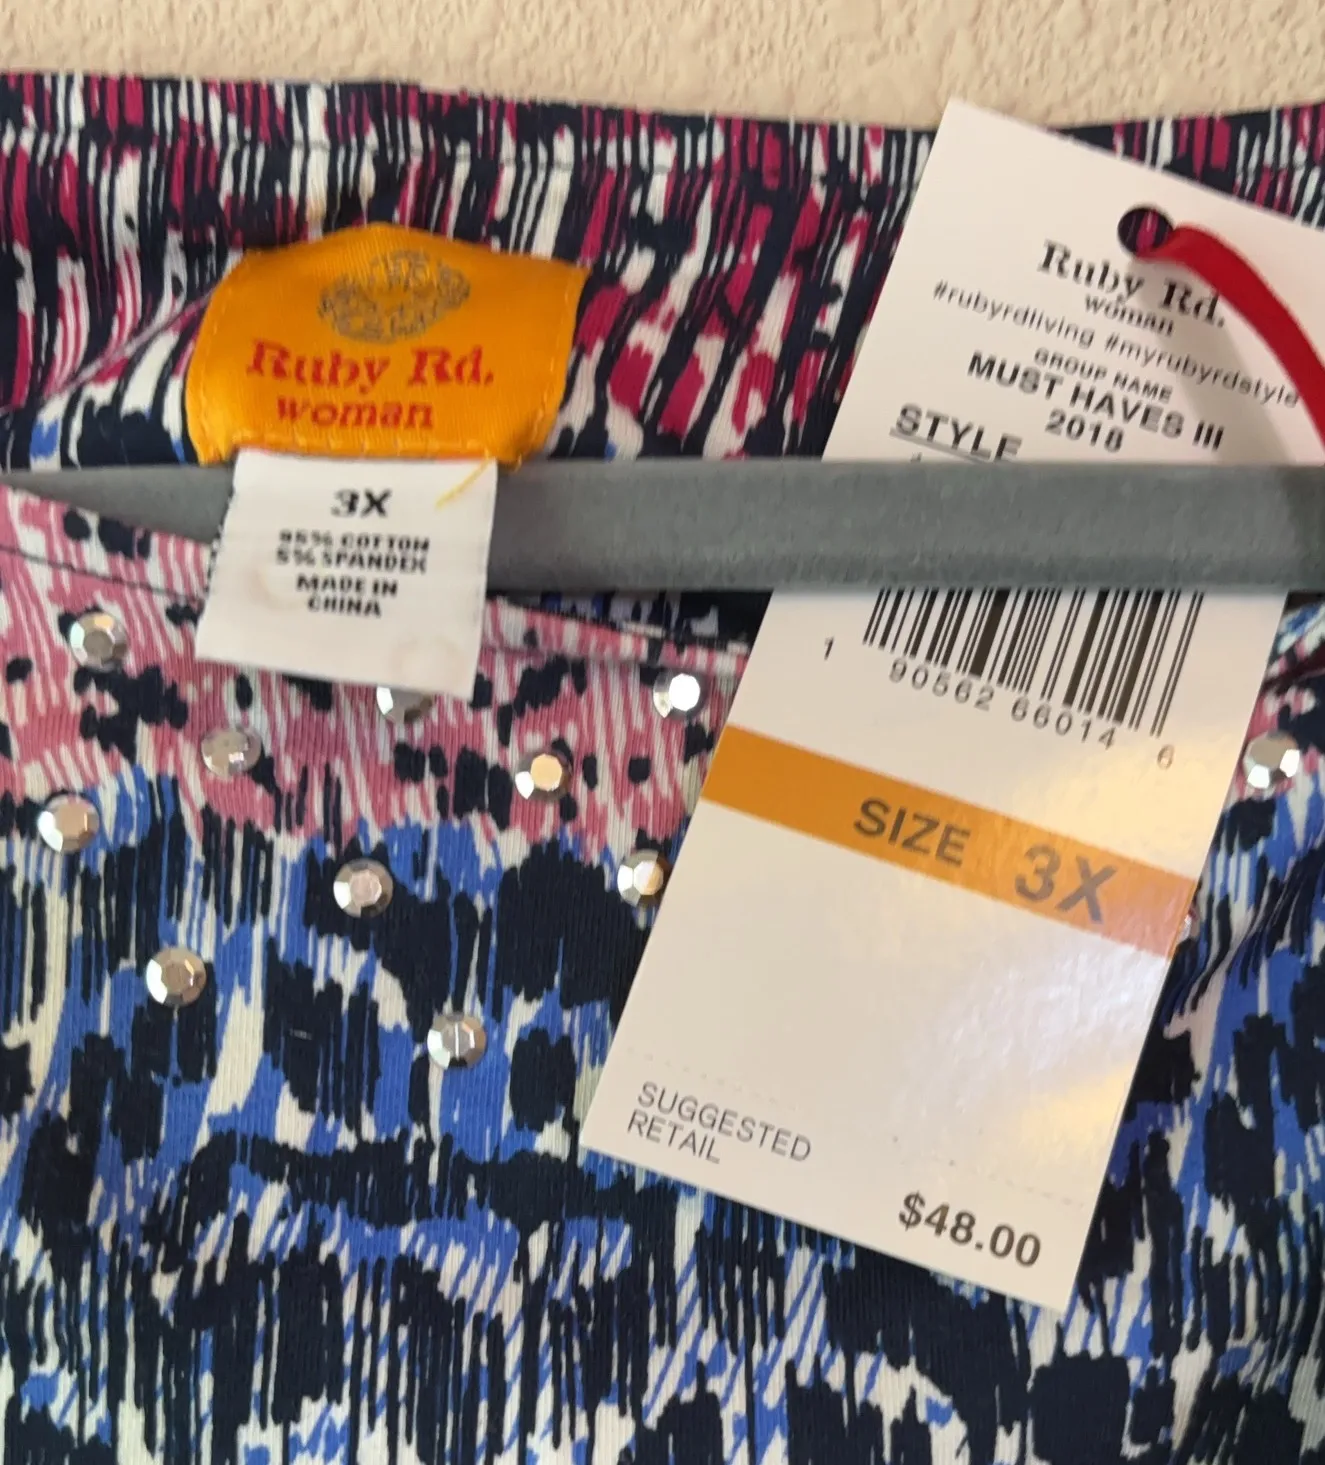 Ruby Rd.
woman
3X
95% COTTON
5% SPANDEX
MADE IN
CHINA
Ruby Rd.
woman
#rubyrdliving #myrubyrdstyle
GROUP NAME
MUST HAVES III
2018
STYLE
1 90562 66014 6
SIZE 3X
SUGGESTED
RETAIL
$48.00